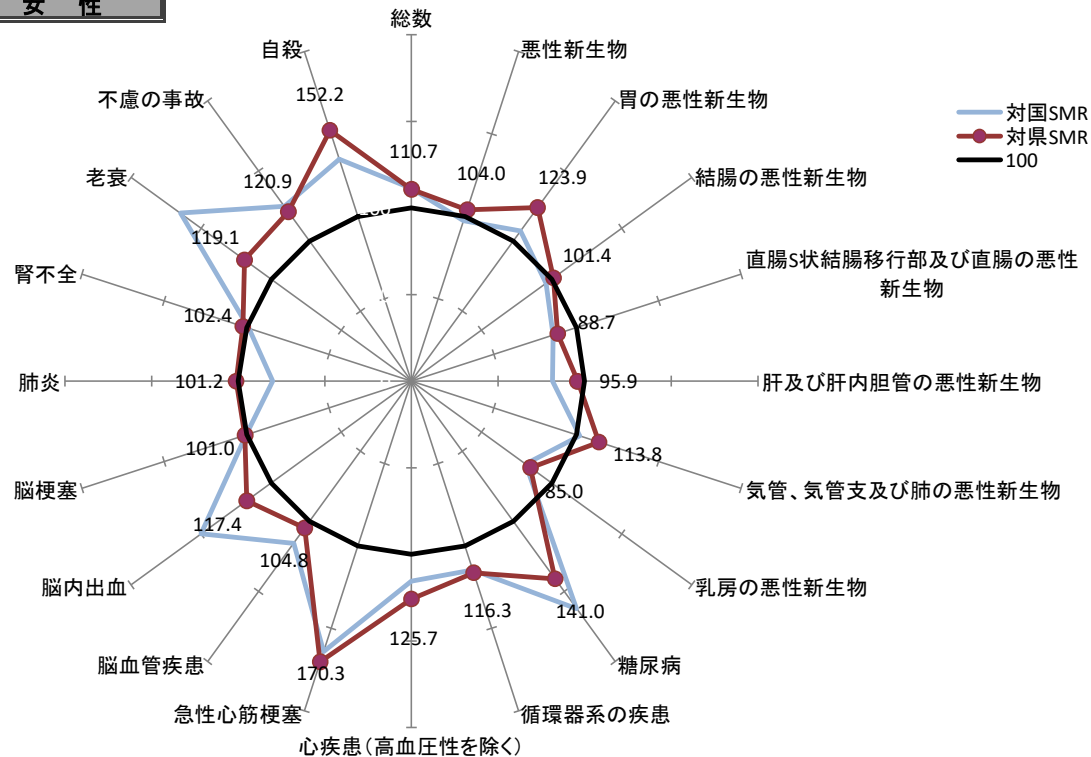 女 性
総数
悪性新生物
胃の悪性新生物
結腸の悪性新生物
直腸S状結腸移行部及び直腸の悪性
新生物
肝及び肝内胆管の悪性新生物
気管、気管支及び肺の悪性新生物
乳房の悪性新生物
糖尿病
循環器系の疾患
心疾患（高血圧性を除く）
急性心筋梗塞
脳血管疾患
脳内出血
脳梗塞
肺炎
腎不全
老衰
不慮の事故
自殺
110.7
104.0
123.9
101.4
88.7
95.9
113.8
85.0
141.0
116.3
125.7
170.3
104.8
117.4
101.0
101.2
102.4
119.1
120.9
152.2
対国SMR
対県SMR
100